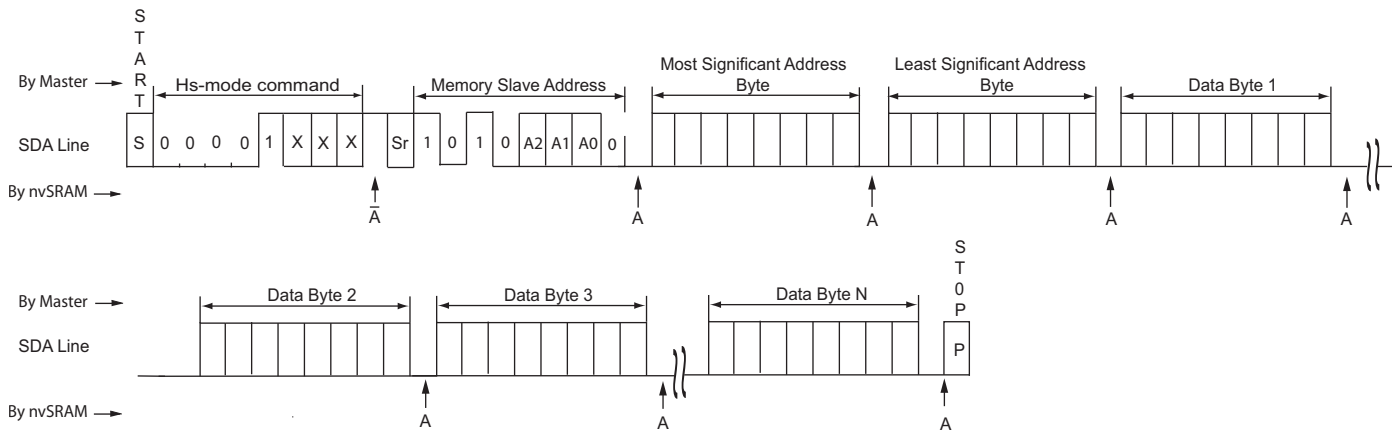 START
By Master
Hs-mode command
Memory Slave Address
Most Significant Address Byte
Least Significant Address Byte
Data Byte 1
SDA Line
S 0 0 0 0 1 X X X Sr 1 0 1 0 A2 A1 A0 0
By nvSRAM
A̅ A A A A
ST0P
By Master
Data Byte 2
Data Byte 3
Data Byte N
SDA Line
P
By nvSRAM
A A A